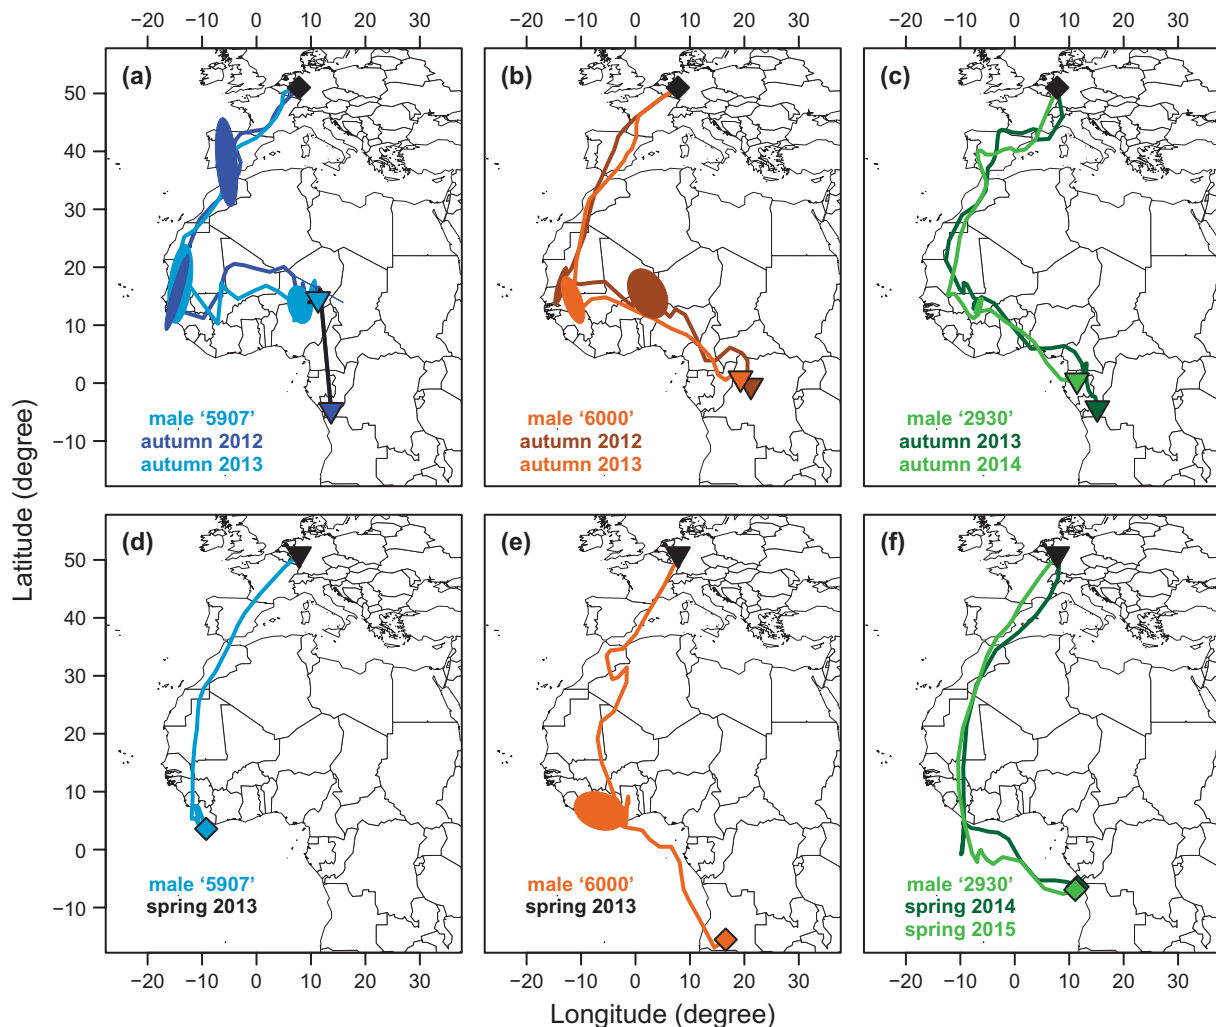 −20 −10 0 10 20 30 −20 −10 0 10 20 30 −20 −10 0 10 20 30
(a) (b) (c)
50
40
30
20
10
0
−10
male ‘5907’ male ‘6000’ male ‘2930’
autumn 2012 autumn 2012 autumn 2013
autumn 2013 autumn 2013 autumn 2014
Latitude (degree)
(d) (e) (f)
50
40
30
20
10
0
−10
male ‘5907’ male ‘6000’ male ‘2930’
spring 2013 spring 2013 spring 2014
spring 2015
−20 −10 0 10 20 30 −20 −10 0 10 20 30 −20 −10 0 10 20 30
Longitude (degree)